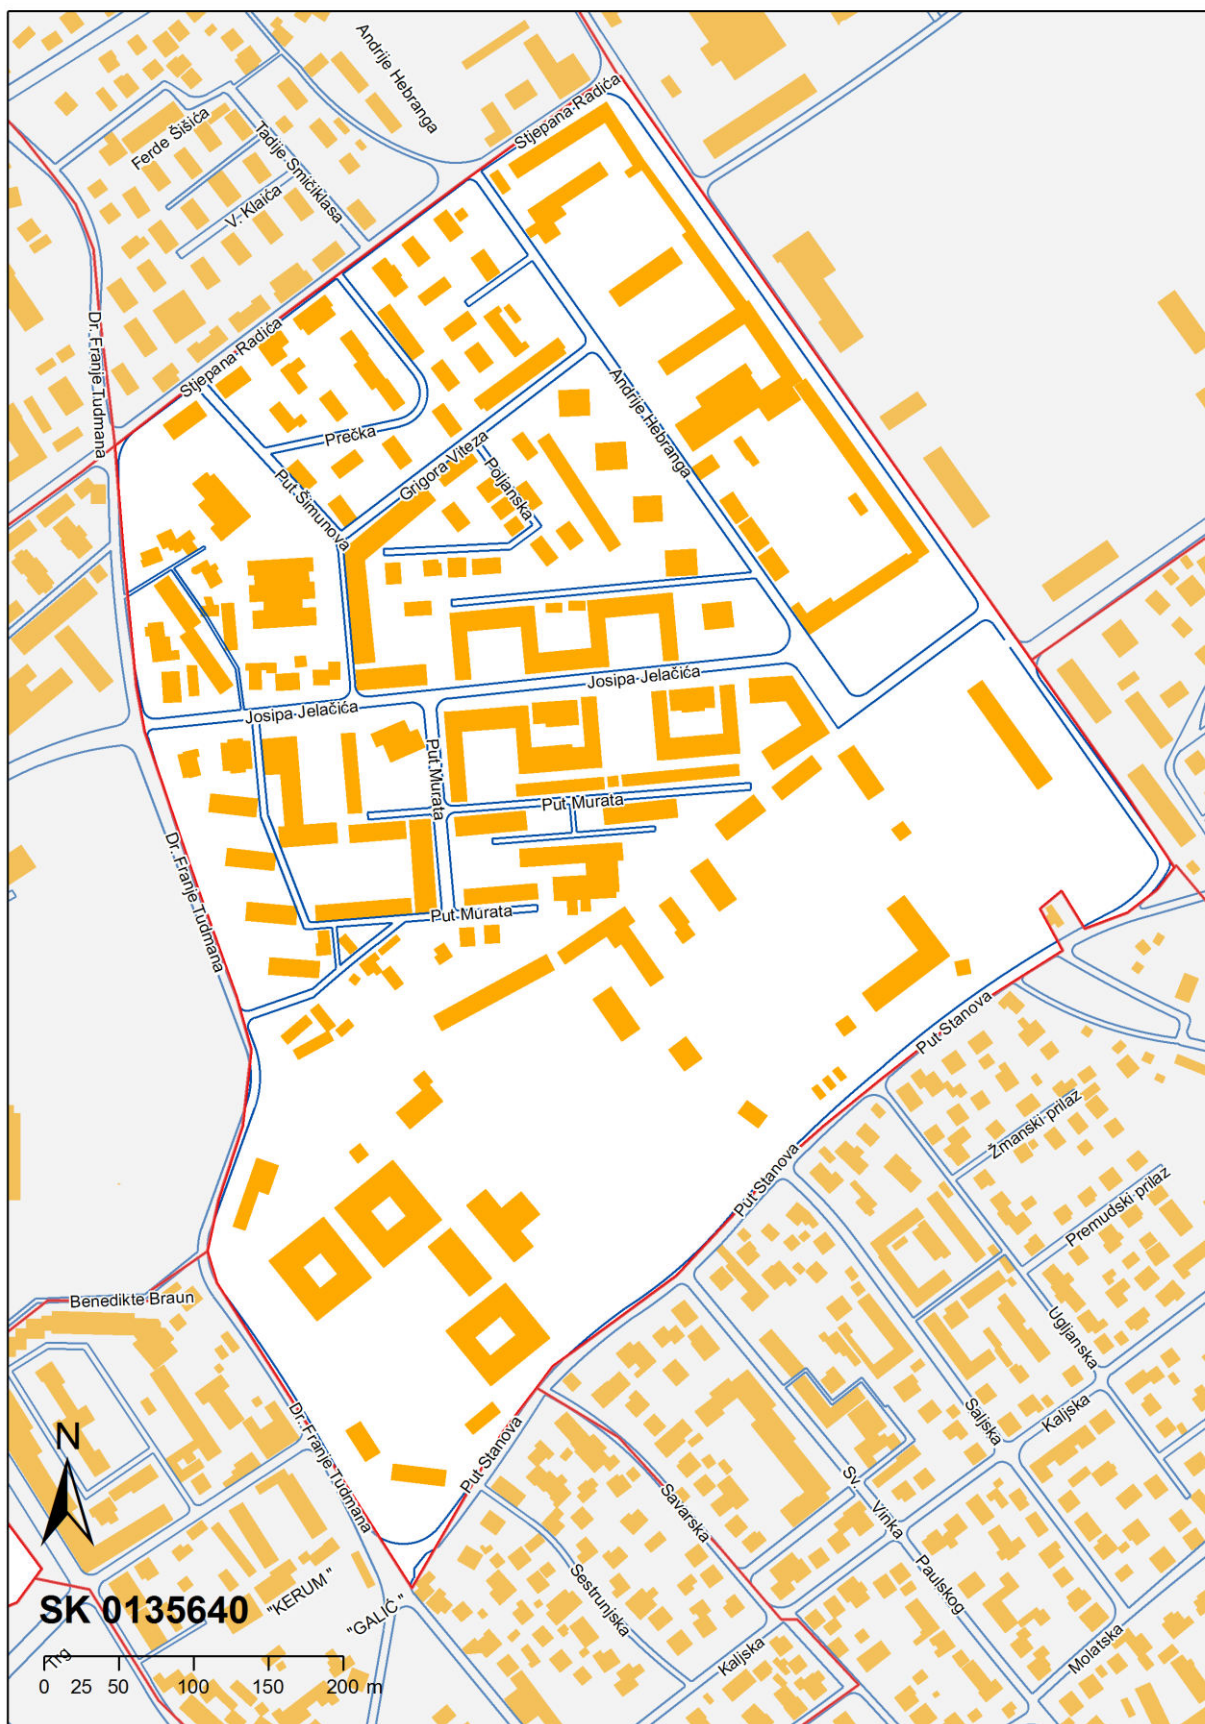 Andrije Hebranga
Stjepana Radića
Ferde Šišića
Tadije Smičiklasa
V. Klaića
Dr. Franje Tuđmana
Stjepana Radića
Prečka
Grigora Viteza
Andrije Hebranga
Put Šimunova
Poljanska
Josipa Jelačića
Josipa Jelačića
Put Murata
Put Murata
Dr. Franje Tuđmana
Put Murata
Put Stanova
Žmanski prilaz
Put Stanova
Premudski prilaz
Benedikte Braun
Ugljanska
Saljska
Kaljska
N
Dr. Franje Tuđmana
Put Stanova
Sv. Vinka Paulskog
Savarska
Sestrunjska
"KERUM"
"GALIĆ"
SK 0135640
Kaljska
Molatska
Trg
0 25 50 100 150 200 m